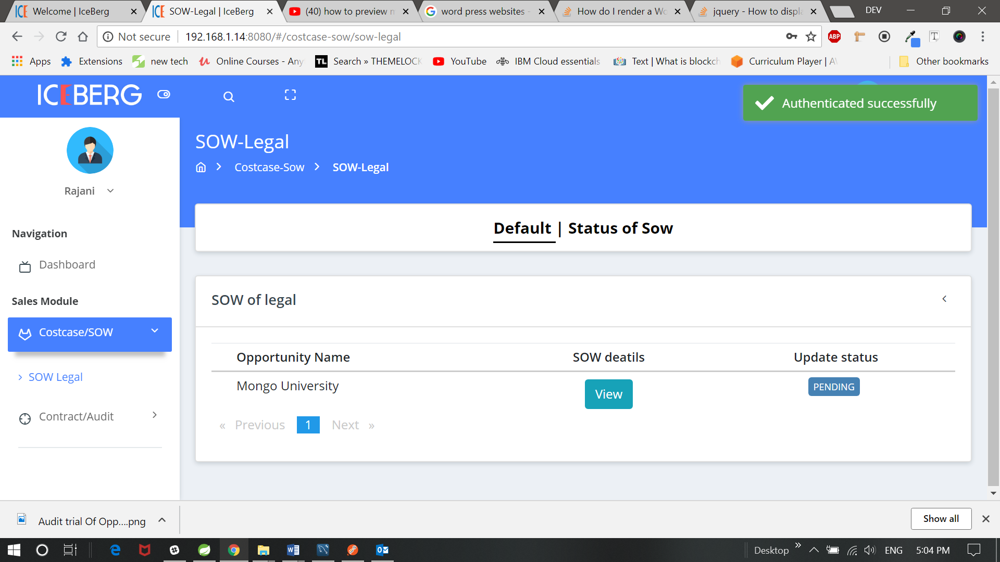 Welcome | IceBerg
SOW-Legal | IceBerg
(40) how to preview
word press websites -
How do I render a Wo
jquery - How to displa
DEV
Not secure
192.168.1.14:8080/#/costcase-sow/sow-legal
ABP
T
Apps
Extensions
new tech
Online Courses - Any
TL
Search » THEMELOCK
YouTube
IBM Cloud essentials
Text | What is blockch
Curriculum Player | A
Other bookmarks
ICEBERG
Authenticated successfully
SOW-Legal
Costcase-Sow
SOW-Legal
Rajani
Navigation
Dashboard
Sales Module
Costcase/SOW
SOW Legal
Contract/Audit
Default | Status of Sow
SOW of legal
Opportunity Name
SOW deatils
Update status
Mongo University
View
PENDING
« Previous 1 Next »
Audit trial Of Opp....png
Show all
Desktop
ENG
5:04 PM